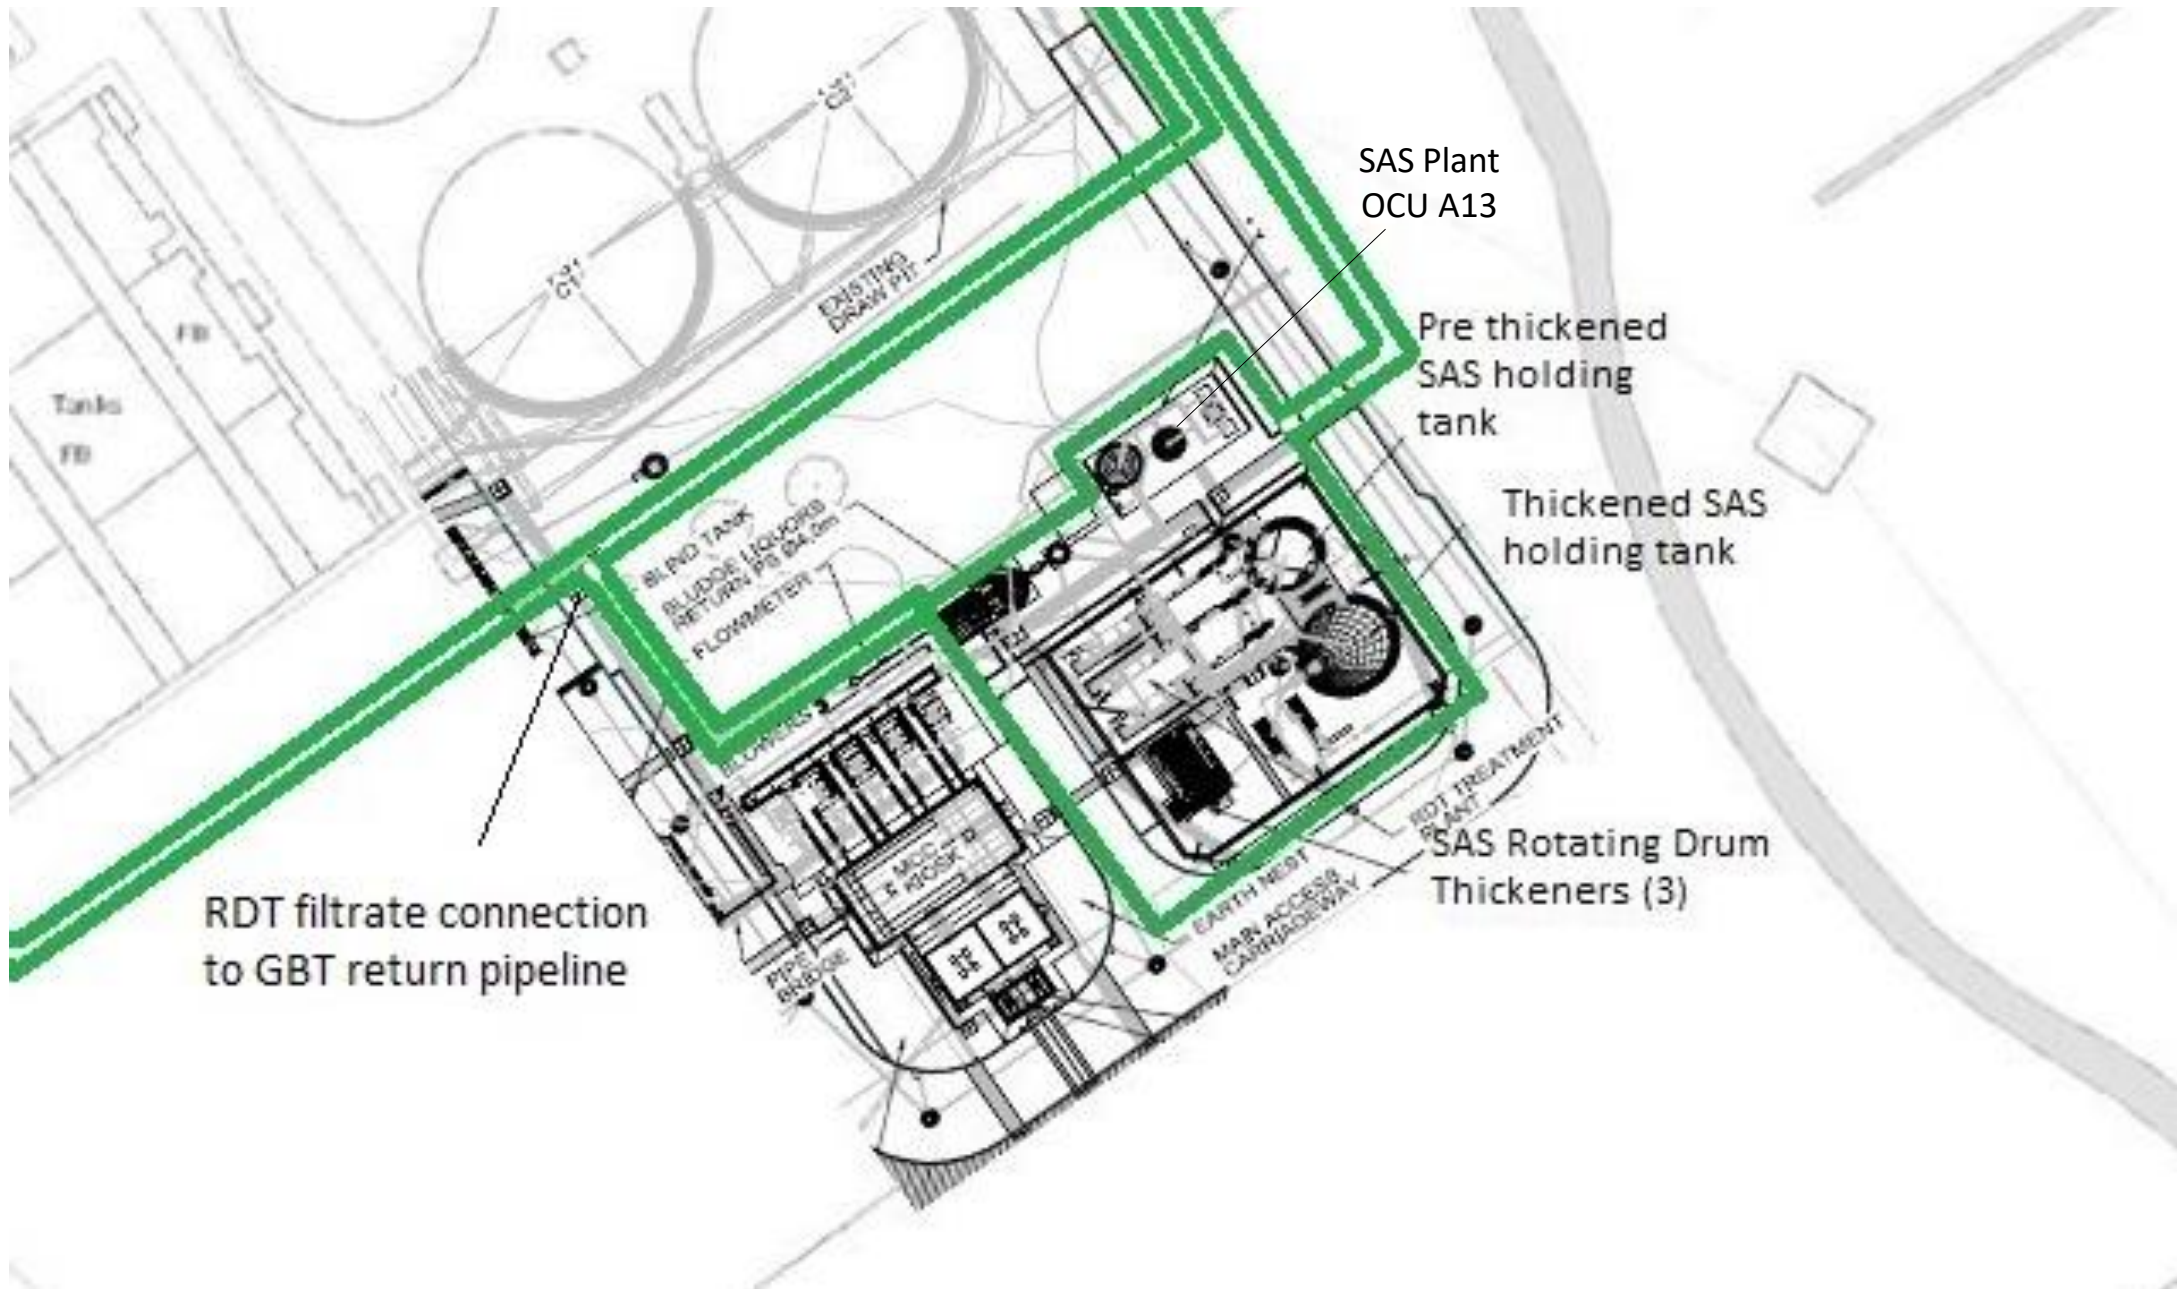 SAS Plant
OCU A13
Pre thickened
SAS holding
tank
Thickened SAS
holding tank
SAS Rotating Drum
Thickeners (3)
RDT filtrate connection
to GBT return pipeline
EXISTING
DRAW PIT
C1
Tanks
FB
FB
BLIND TANK
SLUDGE LIQUORS
RETURN PS
FLOWMETER
BLOWERS
MCC
KIOSK
PIPE
BRIDGE
RDT TREATMENT
PLANT
EARTH NEST
MAIN ACCESS
CARRIAGEWAY